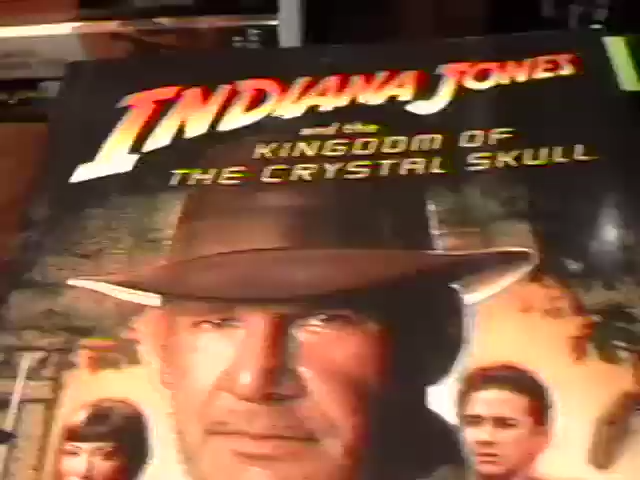 INDIANA JONES
and the
KINGDOM OF
THE CRYSTAL SKULL